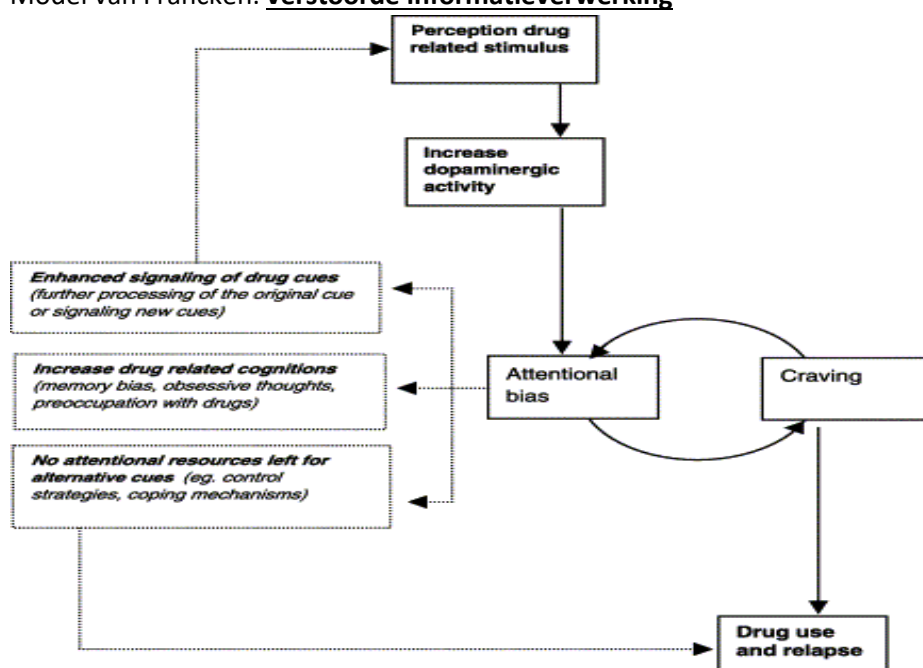 Model van Francken: verstoorde informatieverwerking
Perception drug
related stimulus
Increase
dopaminergic
activity
Enhanced signaling of drug cues
(further processing of the original cue
or signaling new cues)
Increase drug related cognitions
(memory bias, obsessive thoughts,
preoccupation with drugs)
No attentional resources left for
alternative cues (eg. control
strategies, coping mechanisms)
Attentional
bias
Craving
Drug use
and relapse